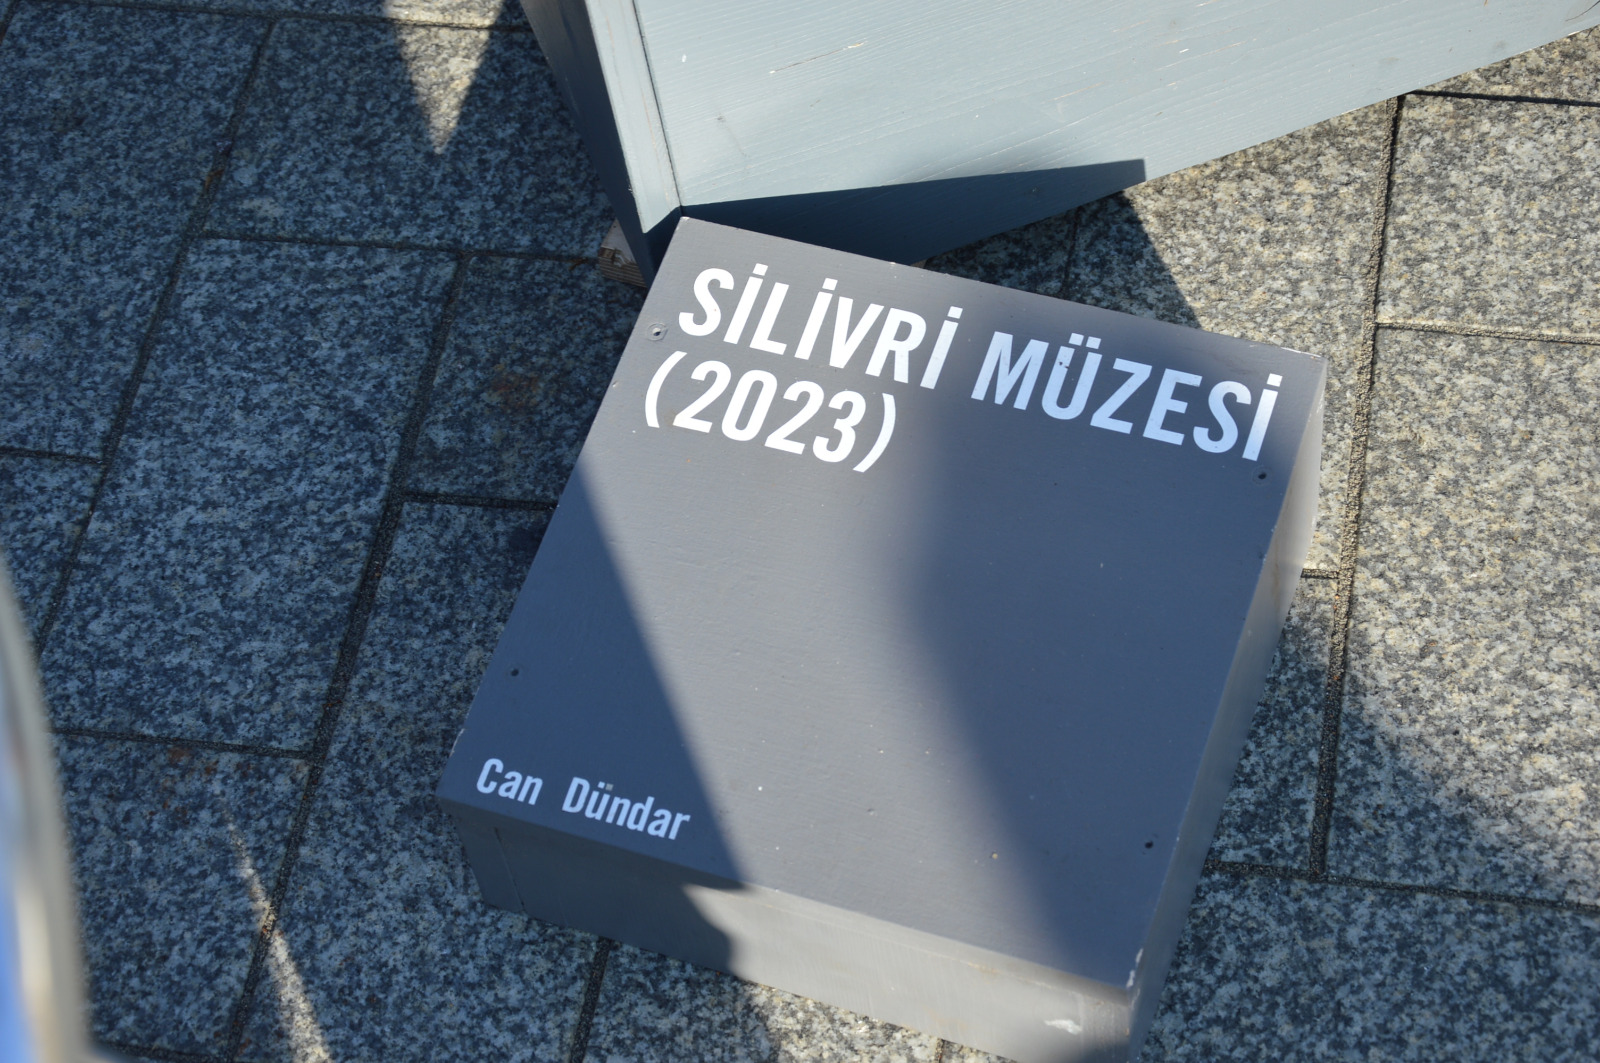 SİLİVRİ MÜZESİ
(2023)
Can Dündar